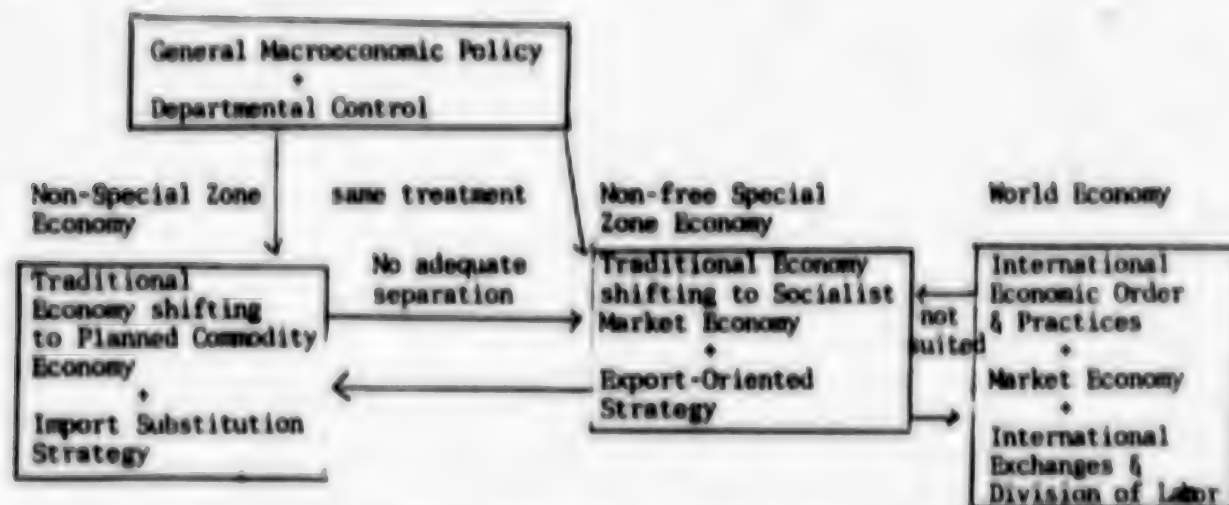 General Macroeconomic Policy
+
Departmental Control
Non-Special Zone
Economy
same treatment
Non-free Special
Zone Economy
World Economy
Traditional
Economy shifting
to Planned Commodity
Economy
+
Import Substitution
Strategy
No adequate
separation
Traditional Economy
shifting to Socialist
Market Economy
+
Export-Oriented
Strategy
not
suited
International
Economic Order
& Practices
+
Market Economy
+
International
Exchanges &
Division of Labor